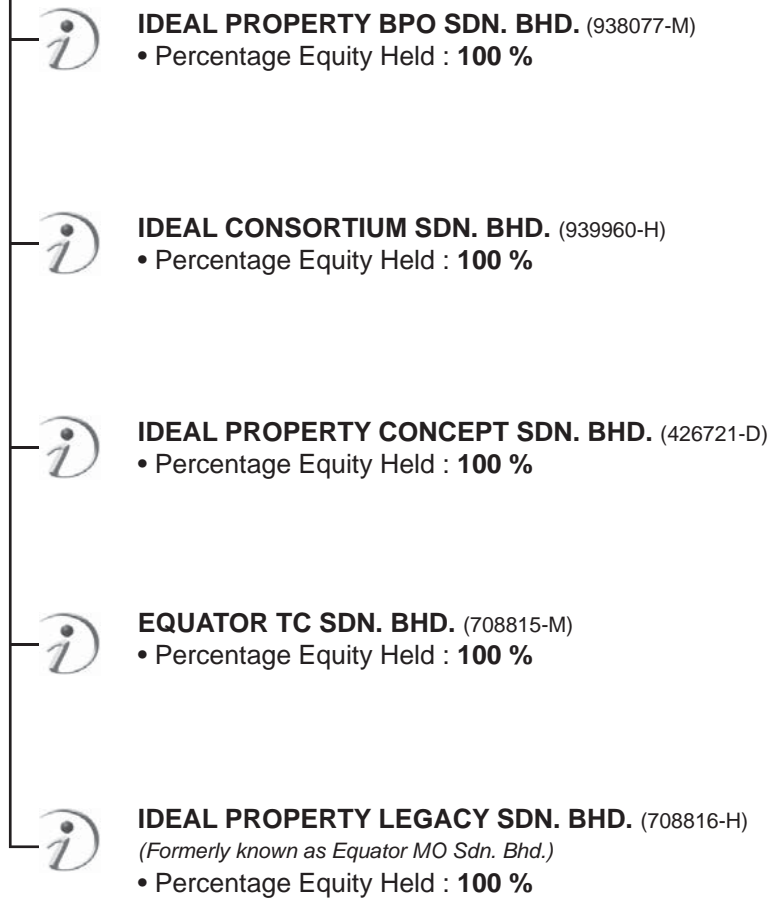 IDEAL PROPERTY BPO SDN. BHD. (938077-M)
• Percentage Equity Held : 100 %
IDEAL CONSORTIUM SDN. BHD. (939960-H)
• Percentage Equity Held : 100 %
IDEAL PROPERTY CONCEPT SDN. BHD. (426721-D)
• Percentage Equity Held : 100 %
EQUATOR TC SDN. BHD. (708815-M)
• Percentage Equity Held : 100 %
IDEAL PROPERTY LEGACY SDN. BHD. (708816-H)
(Formerly known as Equator MO Sdn. Bhd.)
• Percentage Equity Held : 100 %